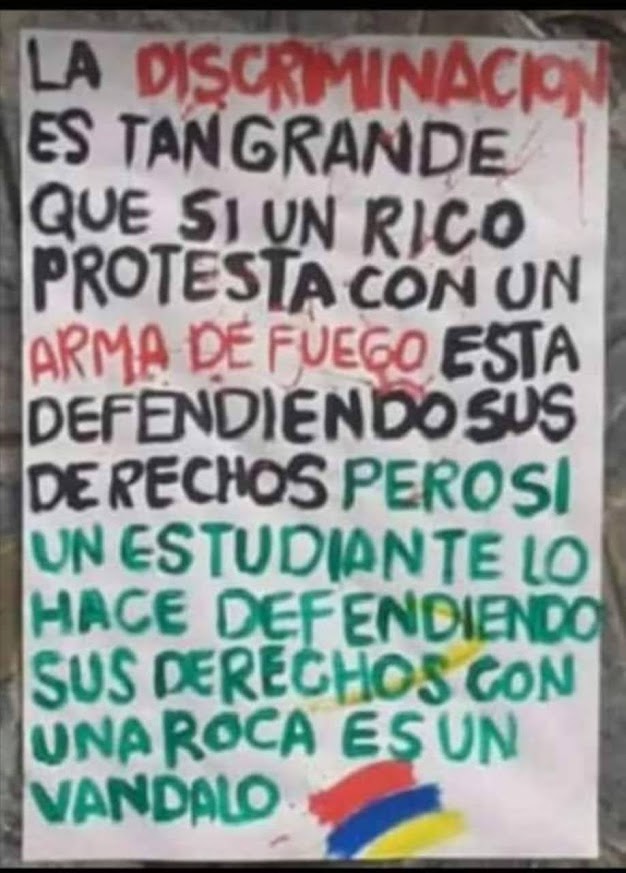 LA DISCRIMINACION
ES TAN GRANDE
QUE SI UN RICO
PROTESTA CON UN
ARMA DE FUEGO ESTA
DEFENDIENDO SUS
DERECHOS PERO SI
UN ESTUDIANTE LO
HACE DEFENDIENDO
SUS DERECHOS CON
UNA ROCA ES UN
VANDALO